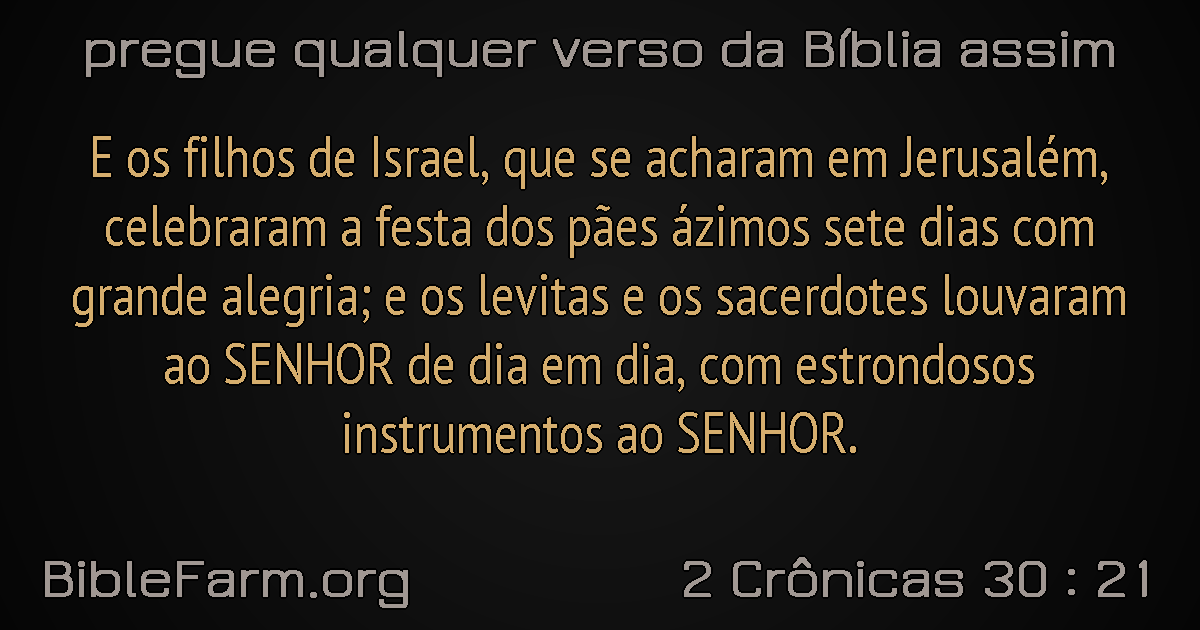 pregue qualquer verso da Bíblia assim
E os filhos de Israel, que se acharam em Jerusalém,
celebraram a festa dos pães ázimos sete dias com
grande alegria; e os levitas e os sacerdotes louvaram
ao SENHOR de dia em dia, com estrondosos
instrumentos ao SENHOR.
BibleFarm.org
2 Crônicas 30 : 21